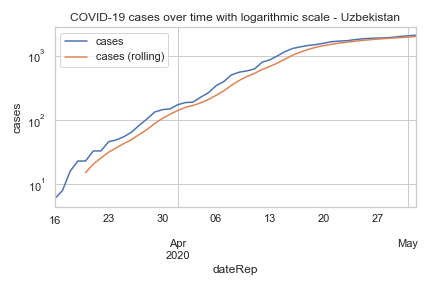 COVID-19 cases over time with logarithmic scale - Uzbekistan
cases
cases (rolling)
10³
10²
10¹
cases
16 23 30 06 13 20 27
Apr May
2020
dateRep